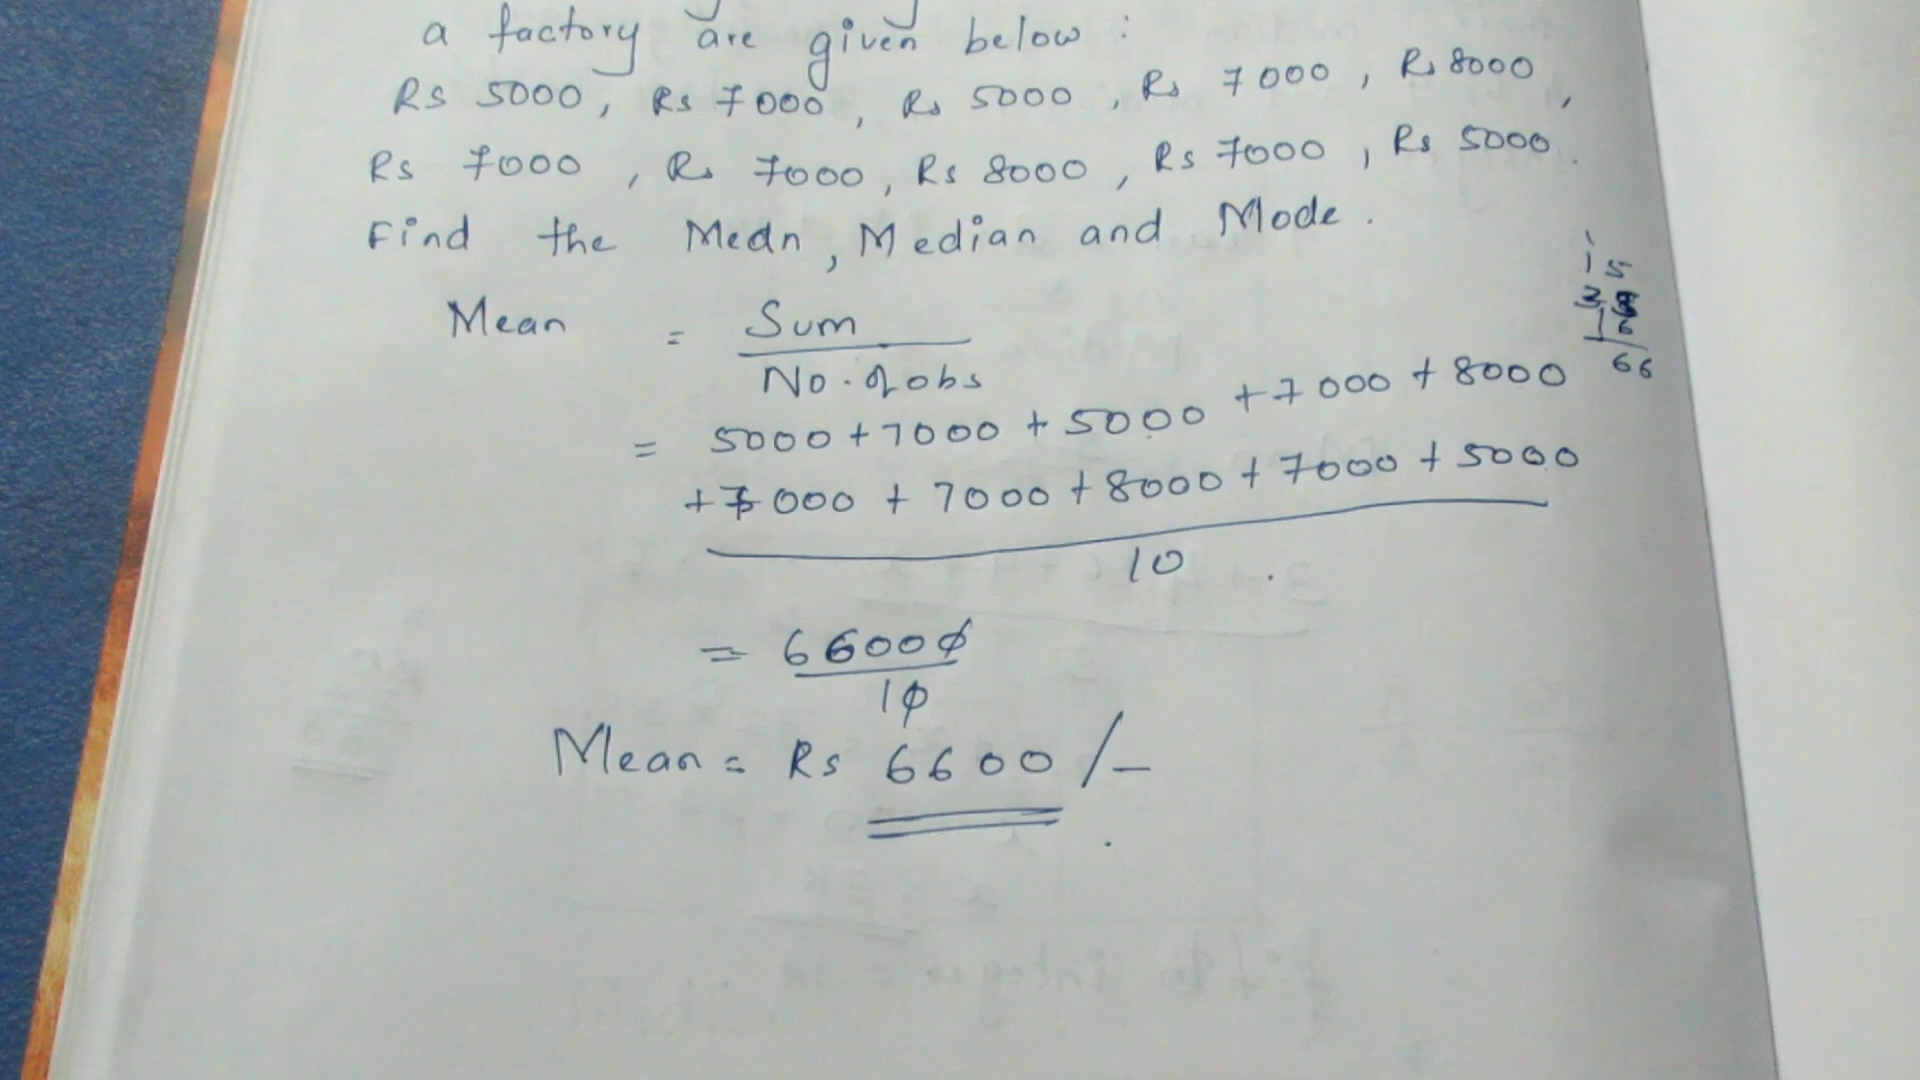 a factory are given below :
Rs 5000, Rs 7000, Rs 5000, Rs 7000, Rs 8000,
Rs 7000, Rs 7000, Rs 8000, Rs 7000, Rs 5000.
Find the Mean, Median and Mode.
Mean = Sum
No. of obs
= 5000 + 7000 + 5000 + 7000 + 8000
+ 7000 + 7000 + 8000 + 7000 + 5000
10
= 66000
10
Mean = Rs 6600 /-
15
66